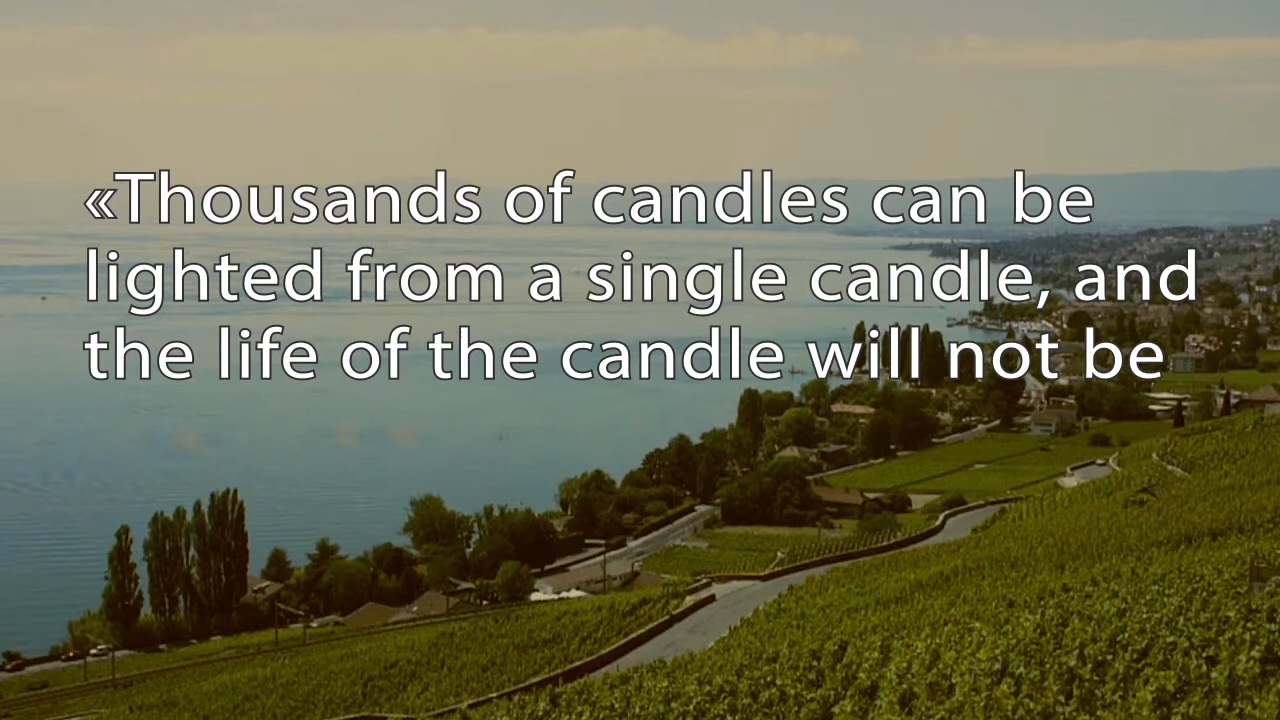 «Thousands of candles can be
lighted from a single candle, and
the life of the candle will not be